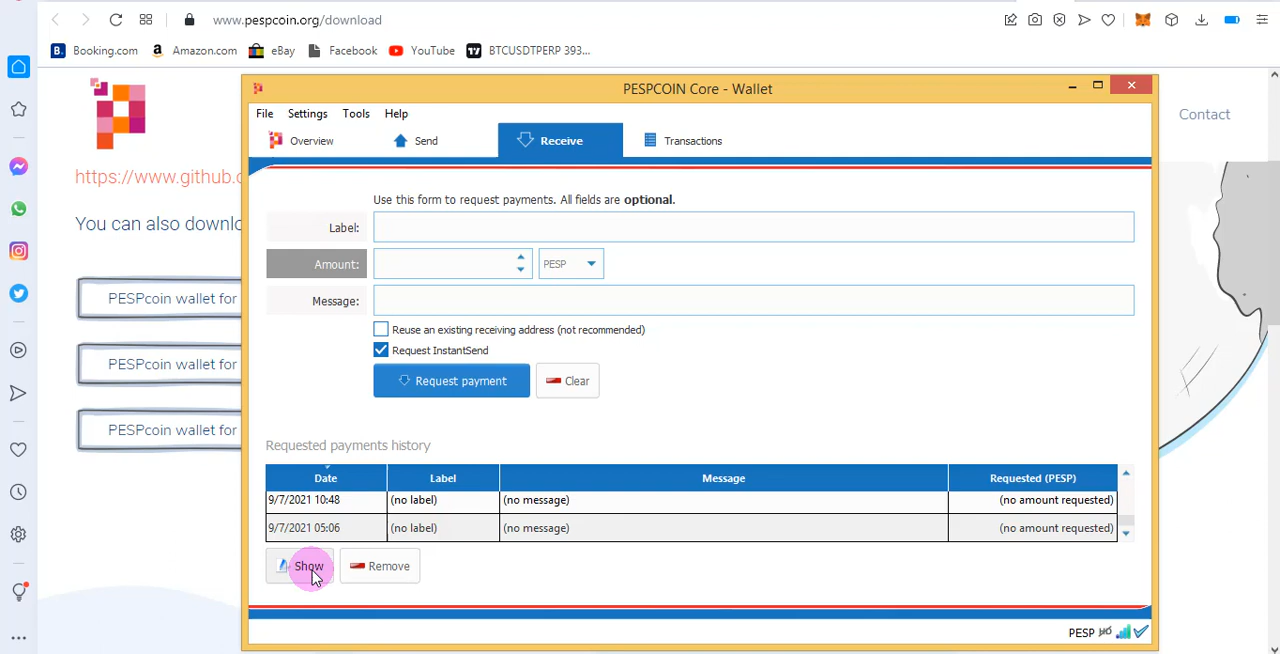 www.pespcoin.org/download
Booking.com Amazon.com eBay Facebook YouTube BTCUSDTPERP 393...
PESPCOIN Core - Wallet
File Settings Tools Help
Contact
Overview Send Receive Transactions
https://www.github.c
You can also downlo
Use this form to request payments. All fields are optional.
Label:
Amount: PESP
Message:
PESPcoin wallet for
PESPcoin wallet for
PESPcoin wallet for
Reuse an existing receiving address (not recommended)
Request InstantSend
Request payment Clear
Requested payments history
Date Label Message Requested (PESP)
9/7/2021 10:48 (no label) (no message) (no amount requested)
9/7/2021 05:06 (no label) (no message) (no amount requested)
Show Remove
PESP HD